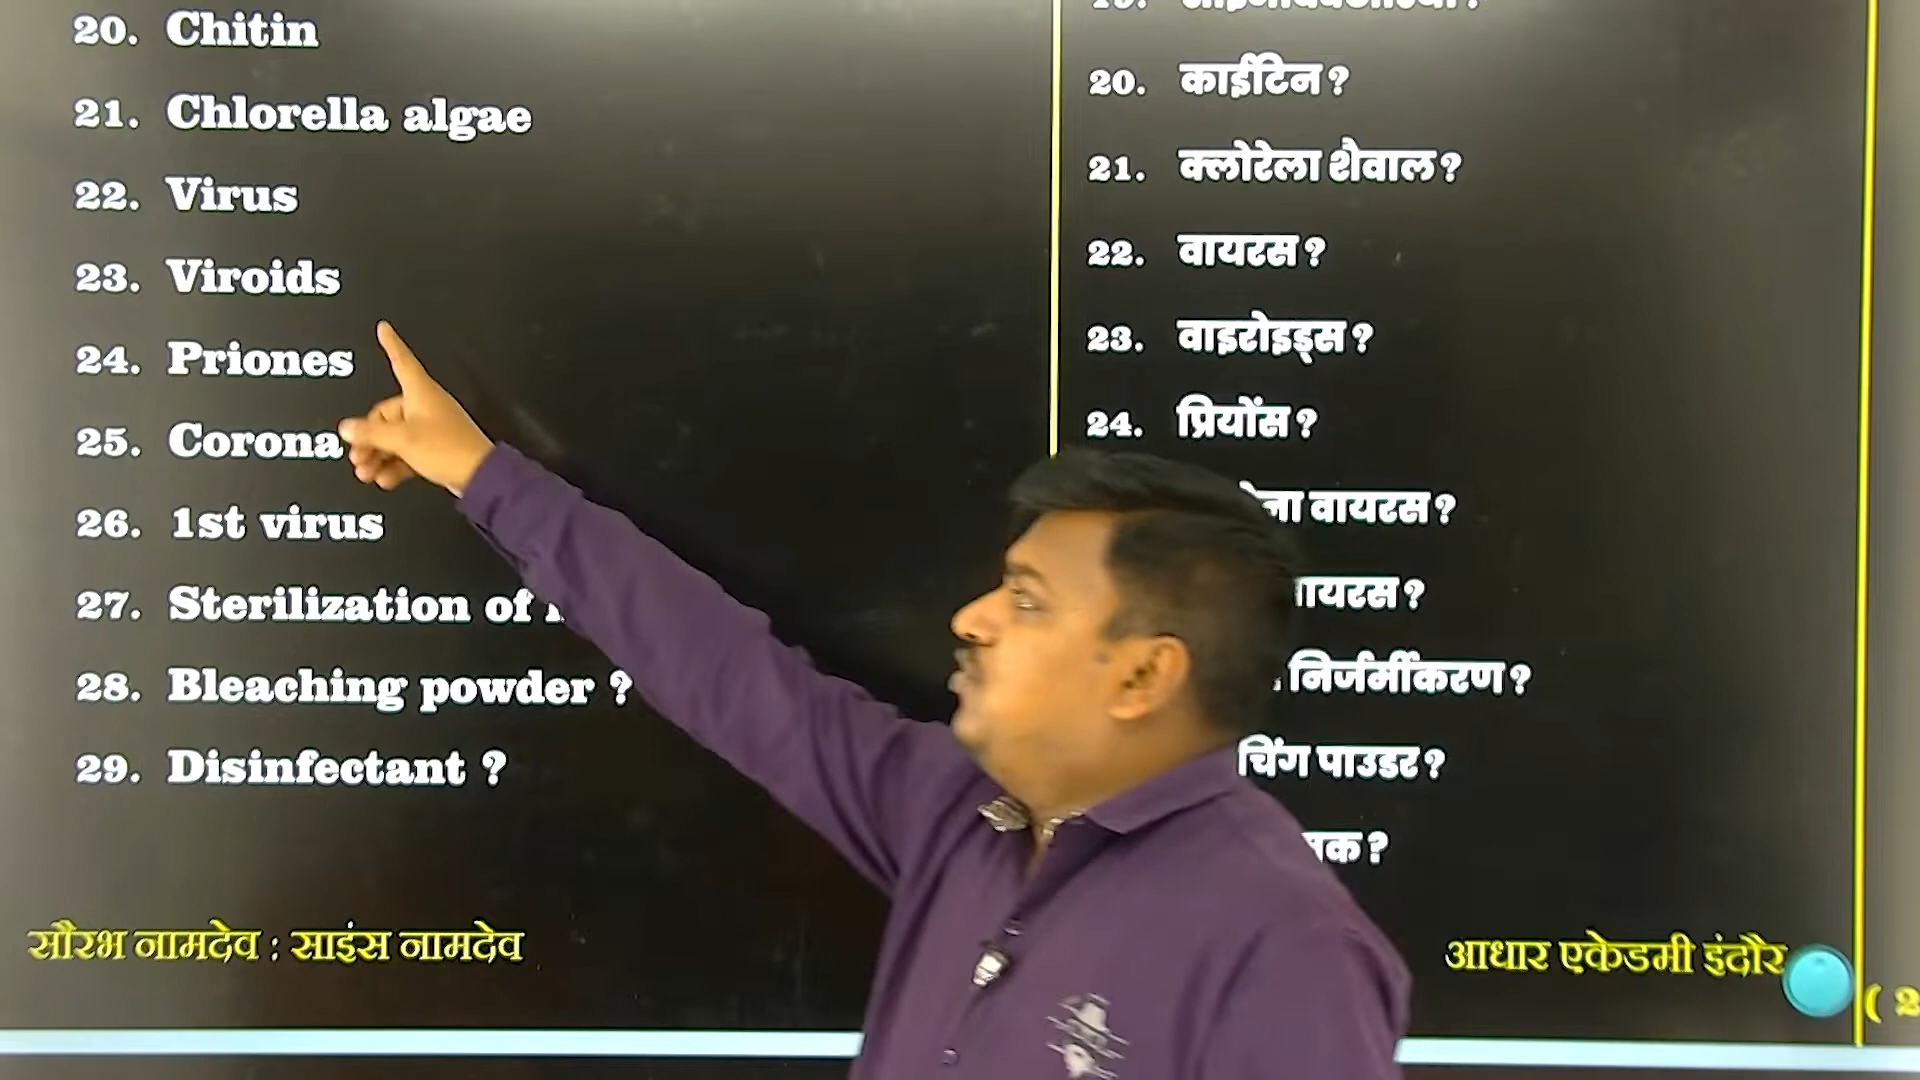 20. Chitin
21. Chlorella algae
22. Virus
23. Viroids
24. Priones
25. Corona
26. 1st virus
27. Sterilization of
28. Bleaching powder ?
29. Disinfectant ?
सौरभ नामदेव : साइंस नामदेव
19.
20. काईटिन ?
21. क्लोरेला शैवाल ?
22. वायरस ?
23. वाइरोइड्स ?
24. प्रियोंस ?
वायरस ?
निर्जर्मीकरण ?
पाउडर ?
आधार एकेडमी इंदौर
( 2